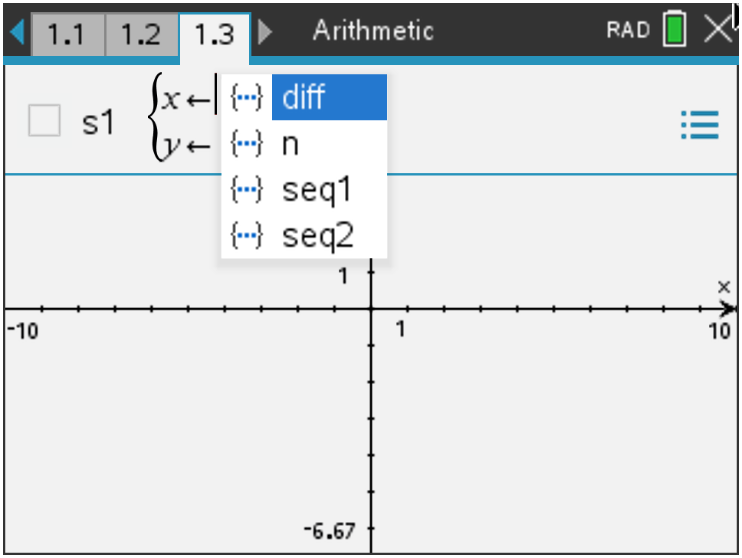 1.1 1.2 1.3 Arithmetic RAD
s1 {x← {···} diff
y← {···} n
{···} seq1
{···} seq2
1
x
-10 1 10
-6.67